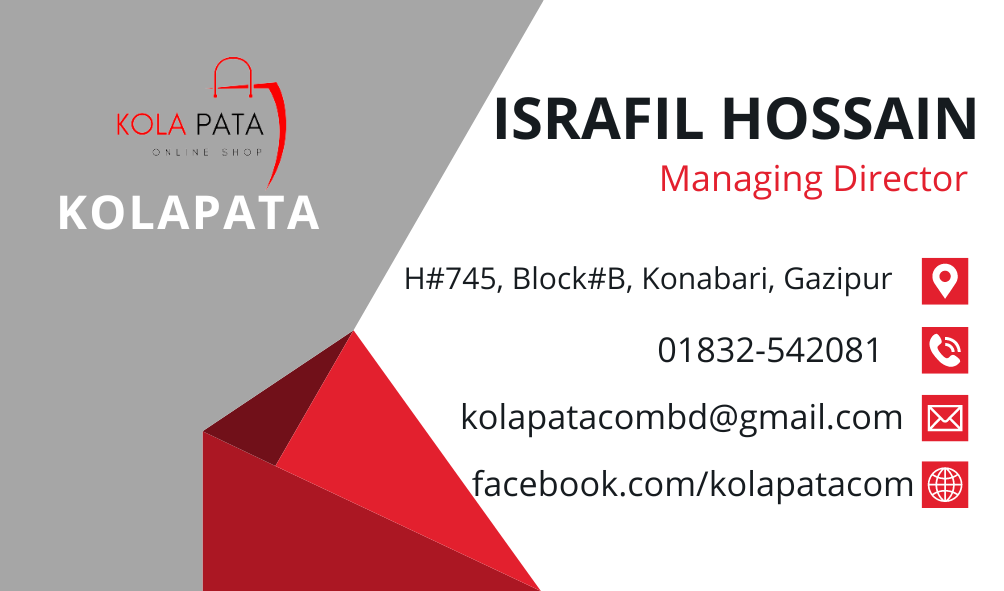 KOLA PATA
ONLINE SHOP
KOLAPATA
ISRAFIL HOSSAIN
Managing Director
H#745, Block#B, Konabari, Gazipur
01832-542081
kolapatacombd@gmail.com
facebook.com/kolapatacom